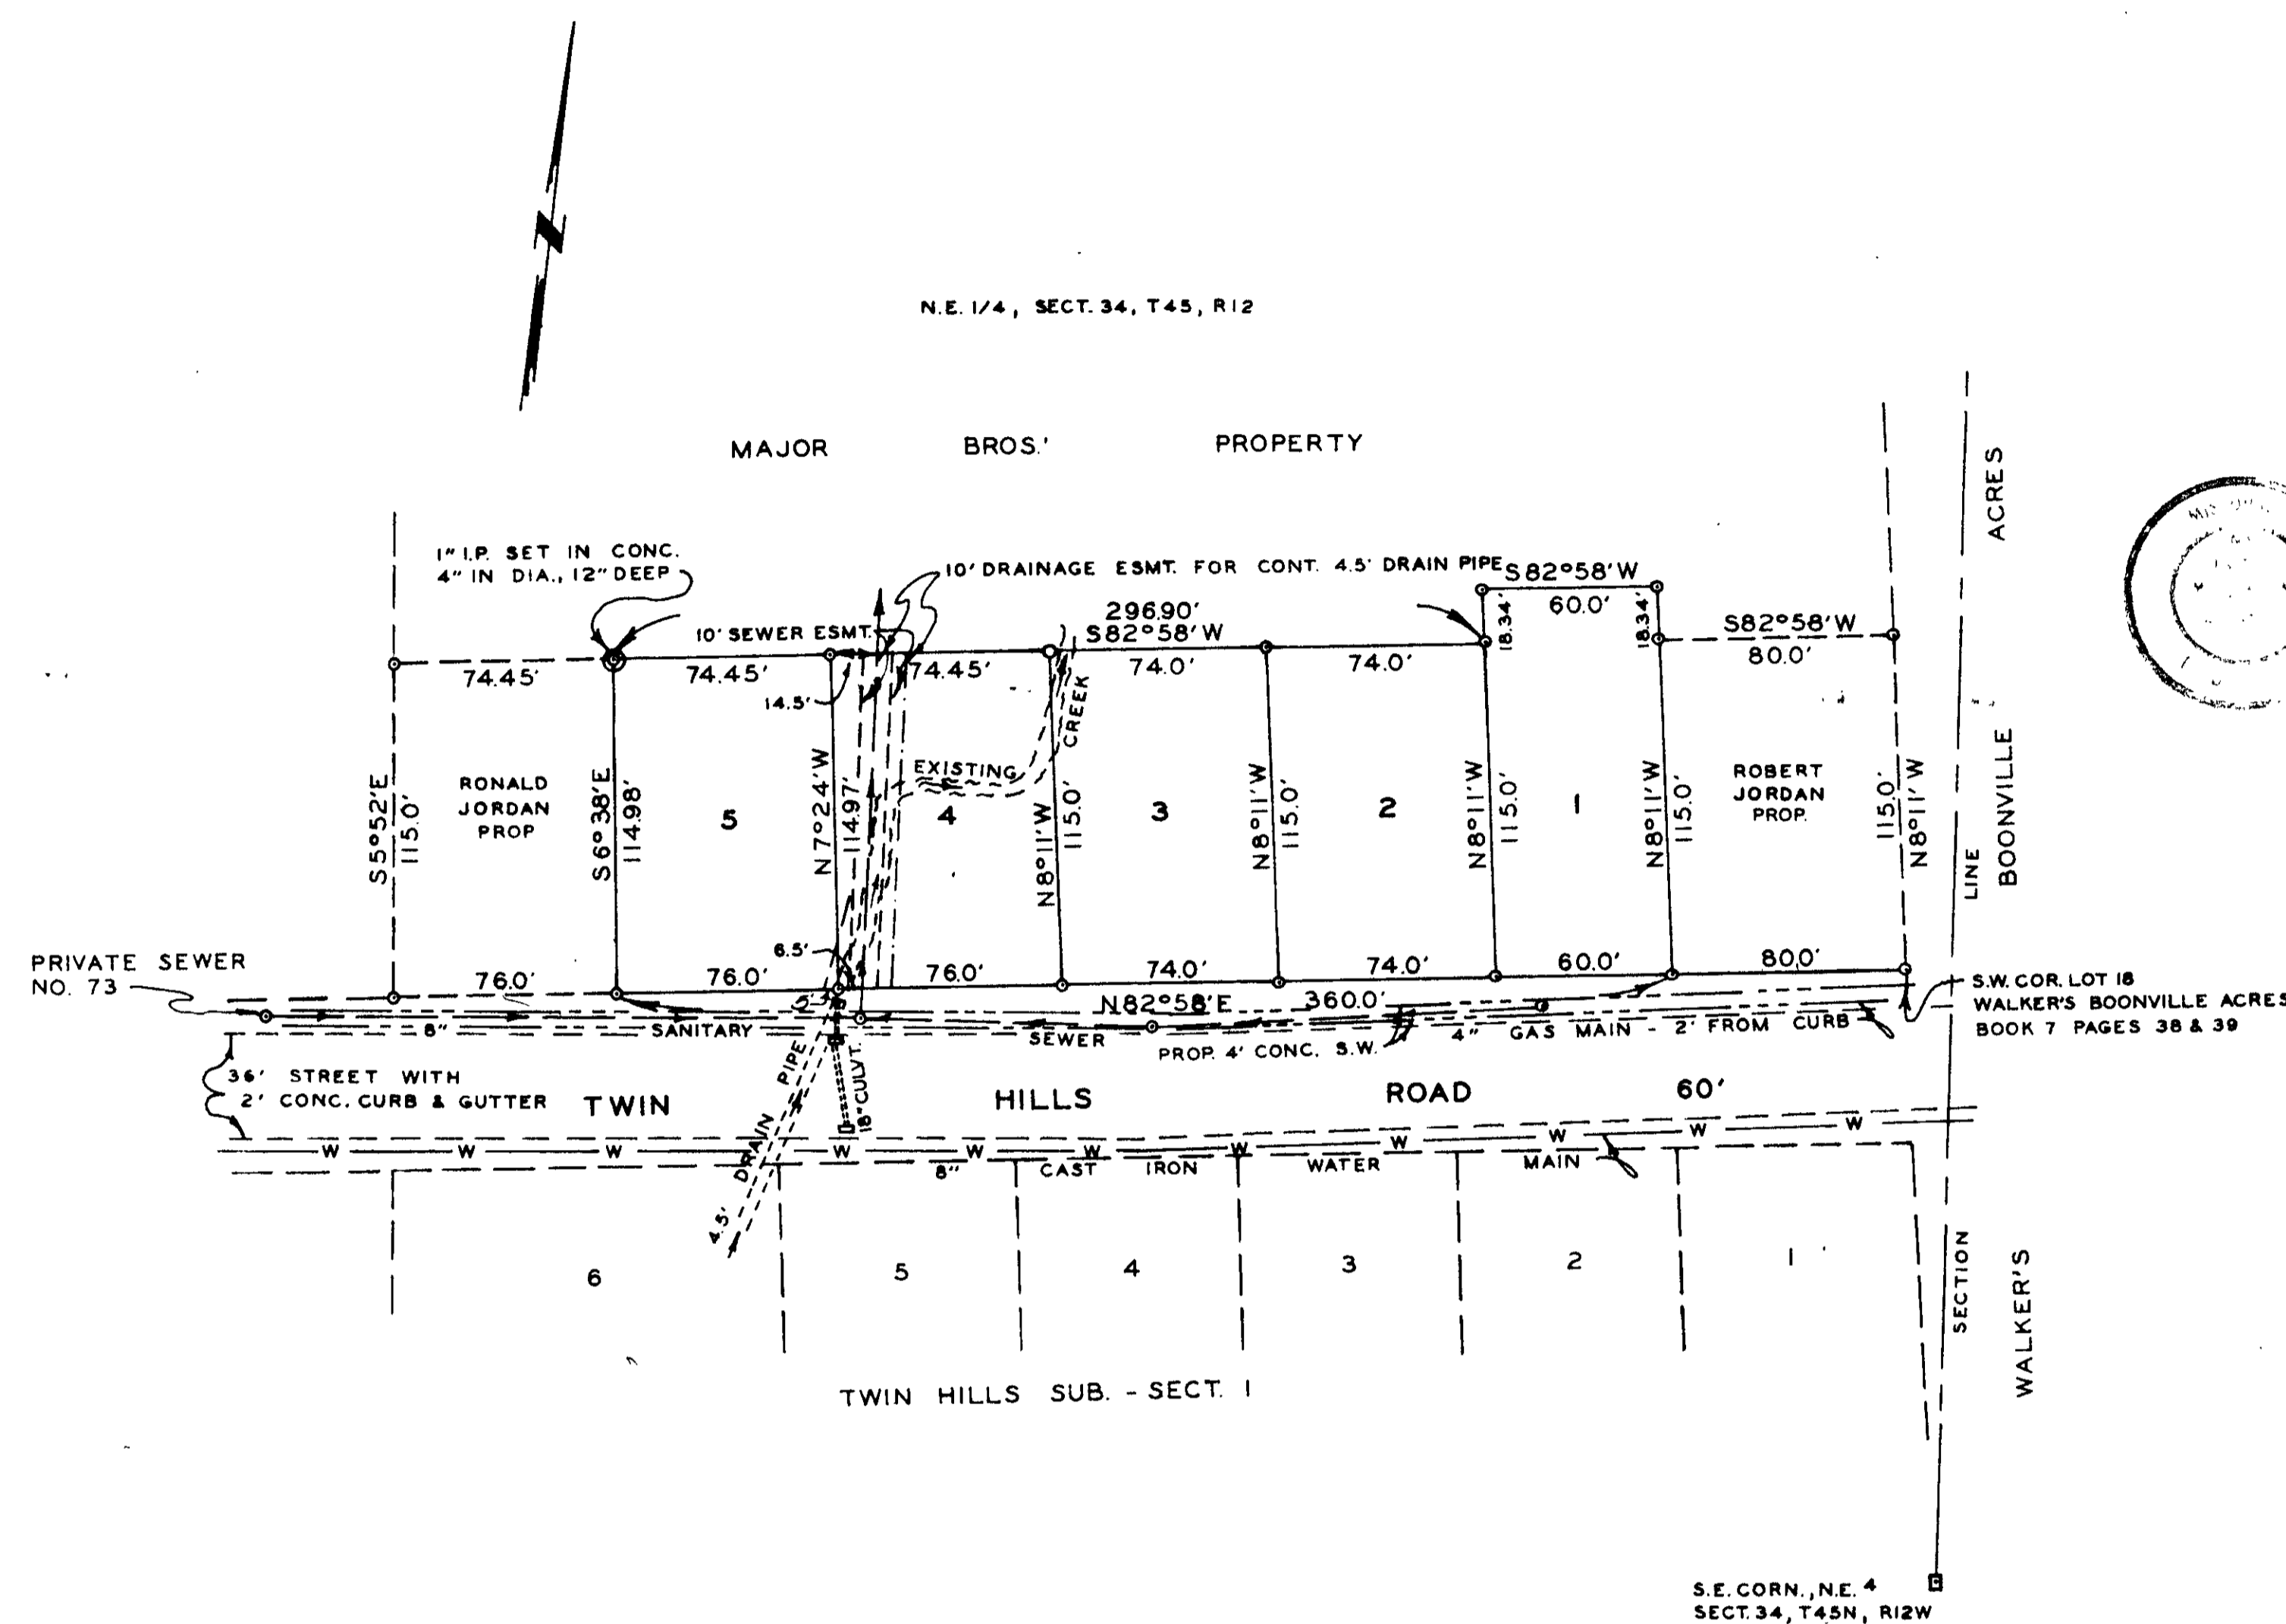 N
N.E. 1/4, SECT. 34, T45, R12
MAJOR BROS.' PROPERTY
ACRES
1" I.P. SET IN CONC.
4" IN DIA., 12" DEEP
10' DRAINAGE ESMT. FOR CONT. 4.5' DRAIN PIPE
S82°58'W
60.0'
18.34'
18.34'
296.90'
S82°58'W
10' SEWER ESMT.
S82°58'W
80.0'
74.45'
74.45'
74.45'
74.0'
74.0'
14.5'
CREEK
EXISTING
S5°52'E
115.0'
RONALD
JORDAN
PROP
S6°38'E
114.98'
5
N7°24'W
114.97'
4
N8°11'W
115.0'
3
N8°11'W
115.0'
2
N8°11'W
115.0'
1
N8°11'W
115.0'
ROBERT
JORDAN
PROP.
115.0'
N8°11'W
LINE
BOONVILLE
6.5'
PRIVATE SEWER
NO. 73
76.0'
76.0'
76.0'
74.0'
74.0'
60.0'
80.0'
5'
N82°58'E 360.0'
S.W. COR. LOT 18
WALKER'S BOONVILLE ACRES
BOOK 7 PAGES 38 & 39
8" SANITARY SEWER
PROP. 4' CONC. S.W.
4" GAS MAIN - 2' FROM CURB
36' STREET WITH
2' CONC. CURB & GUTTER
TWIN HILLS ROAD 60'
18" CULVT.
4.5' DRAIN PIPE
W W W W W W W W W W W
8" CAST IRON WATER MAIN
6 5 4 3 2 1
SECTION
WALKER'S
TWIN HILLS SUB. - SECT. 1
S.E. CORN., N.E. 4
SECT. 34, T45N, R12W